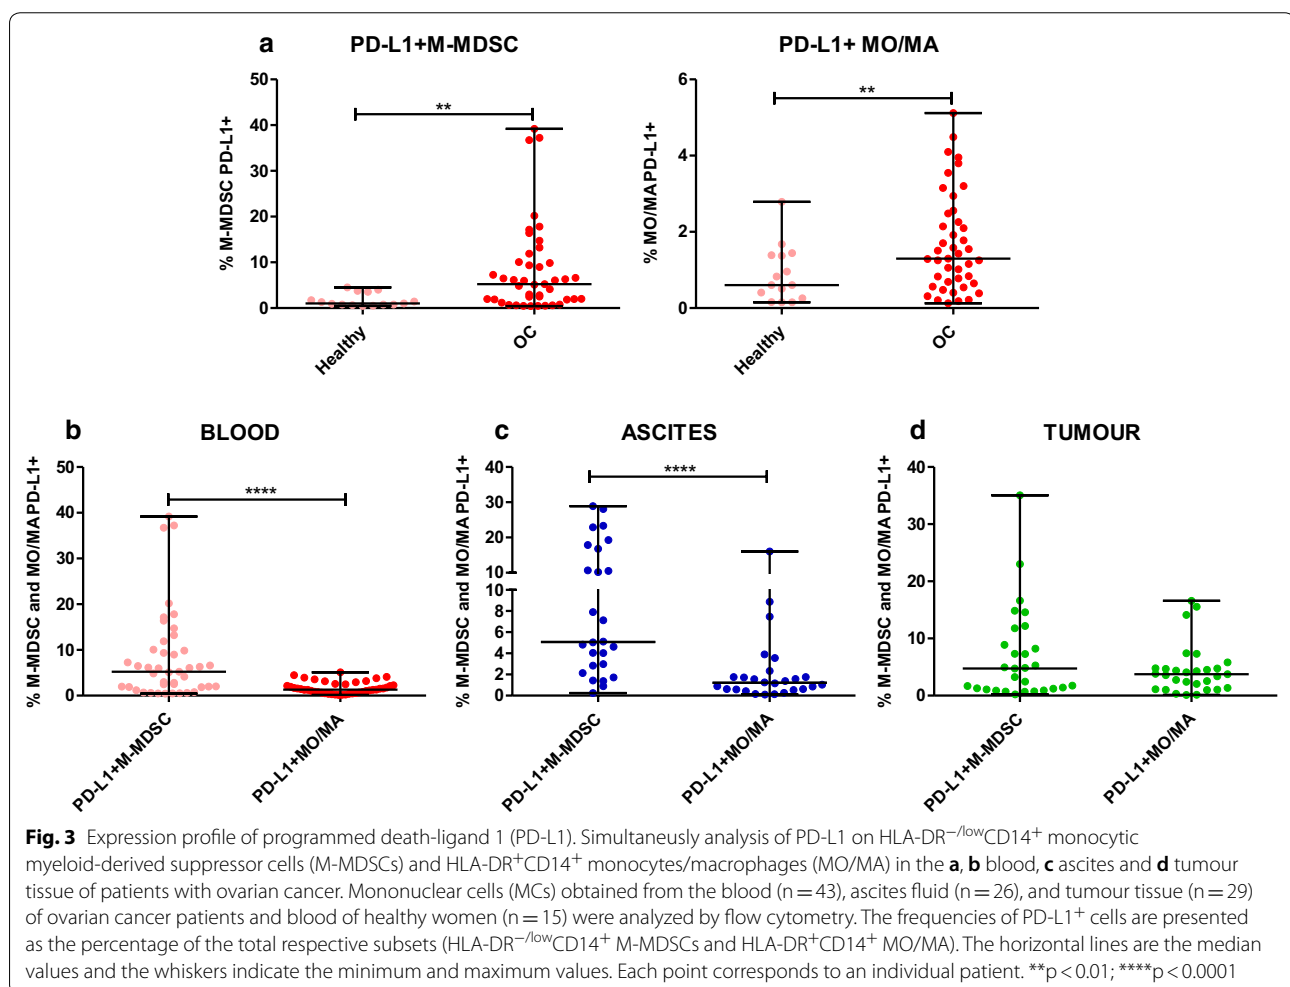 a
PD-L1+M-MDSC
% M-MDSC PD-L1+
50
40
30
20
10
0
**
Healthy
OC
PD-L1+ MO/MA
% MO/MAPD-L1+
6
4
2
0
**
Healthy
OC
b
BLOOD
% M-MDSC and MO/MAPD-L1+
50
40
30
20
10
0
****
PD-L1+M-MDSC
PD-L1+MO/MA
c
ASCITES
% M-MDSC and MO/MAPD-L1+
40
30
20
10
10
8
6
4
2
0
****
PD-L1+M-MDSC
PD-L1+MO/MA
d
TUMOUR
% M-MDSC and MO/MAPD-L1+
40
30
20
10
0
PD-L1+M-MDSC
PD-L1+MO/MA
Fig. 3 Expression profile of programmed death-ligand 1 (PD-L1). Simultaneusly analysis of PD-L1 on HLA-DR⁻/ˡᵒʷCD14⁺ monocytic
myeloid-derived suppressor cells (M-MDSCs) and HLA-DR⁺CD14⁺ monocytes/macrophages (MO/MA) in the a, b blood, c ascites and d tumour
tissue of patients with ovarian cancer. Mononuclear cells (MCs) obtained from the blood (n = 43), ascites fluid (n = 26), and tumour tissue (n = 29)
of ovarian cancer patients and blood of healthy women (n = 15) were analyzed by flow cytometry. The frequencies of PD-L1⁺ cells are presented
as the percentage of the total respective subsets (HLA-DR⁻/ˡᵒʷCD14⁺ M-MDSCs and HLA-DR⁺CD14⁺ MO/MA). The horizontal lines are the median
values and the whiskers indicate the minimum and maximum values. Each point corresponds to an individual patient. **p < 0.01; ****p < 0.0001